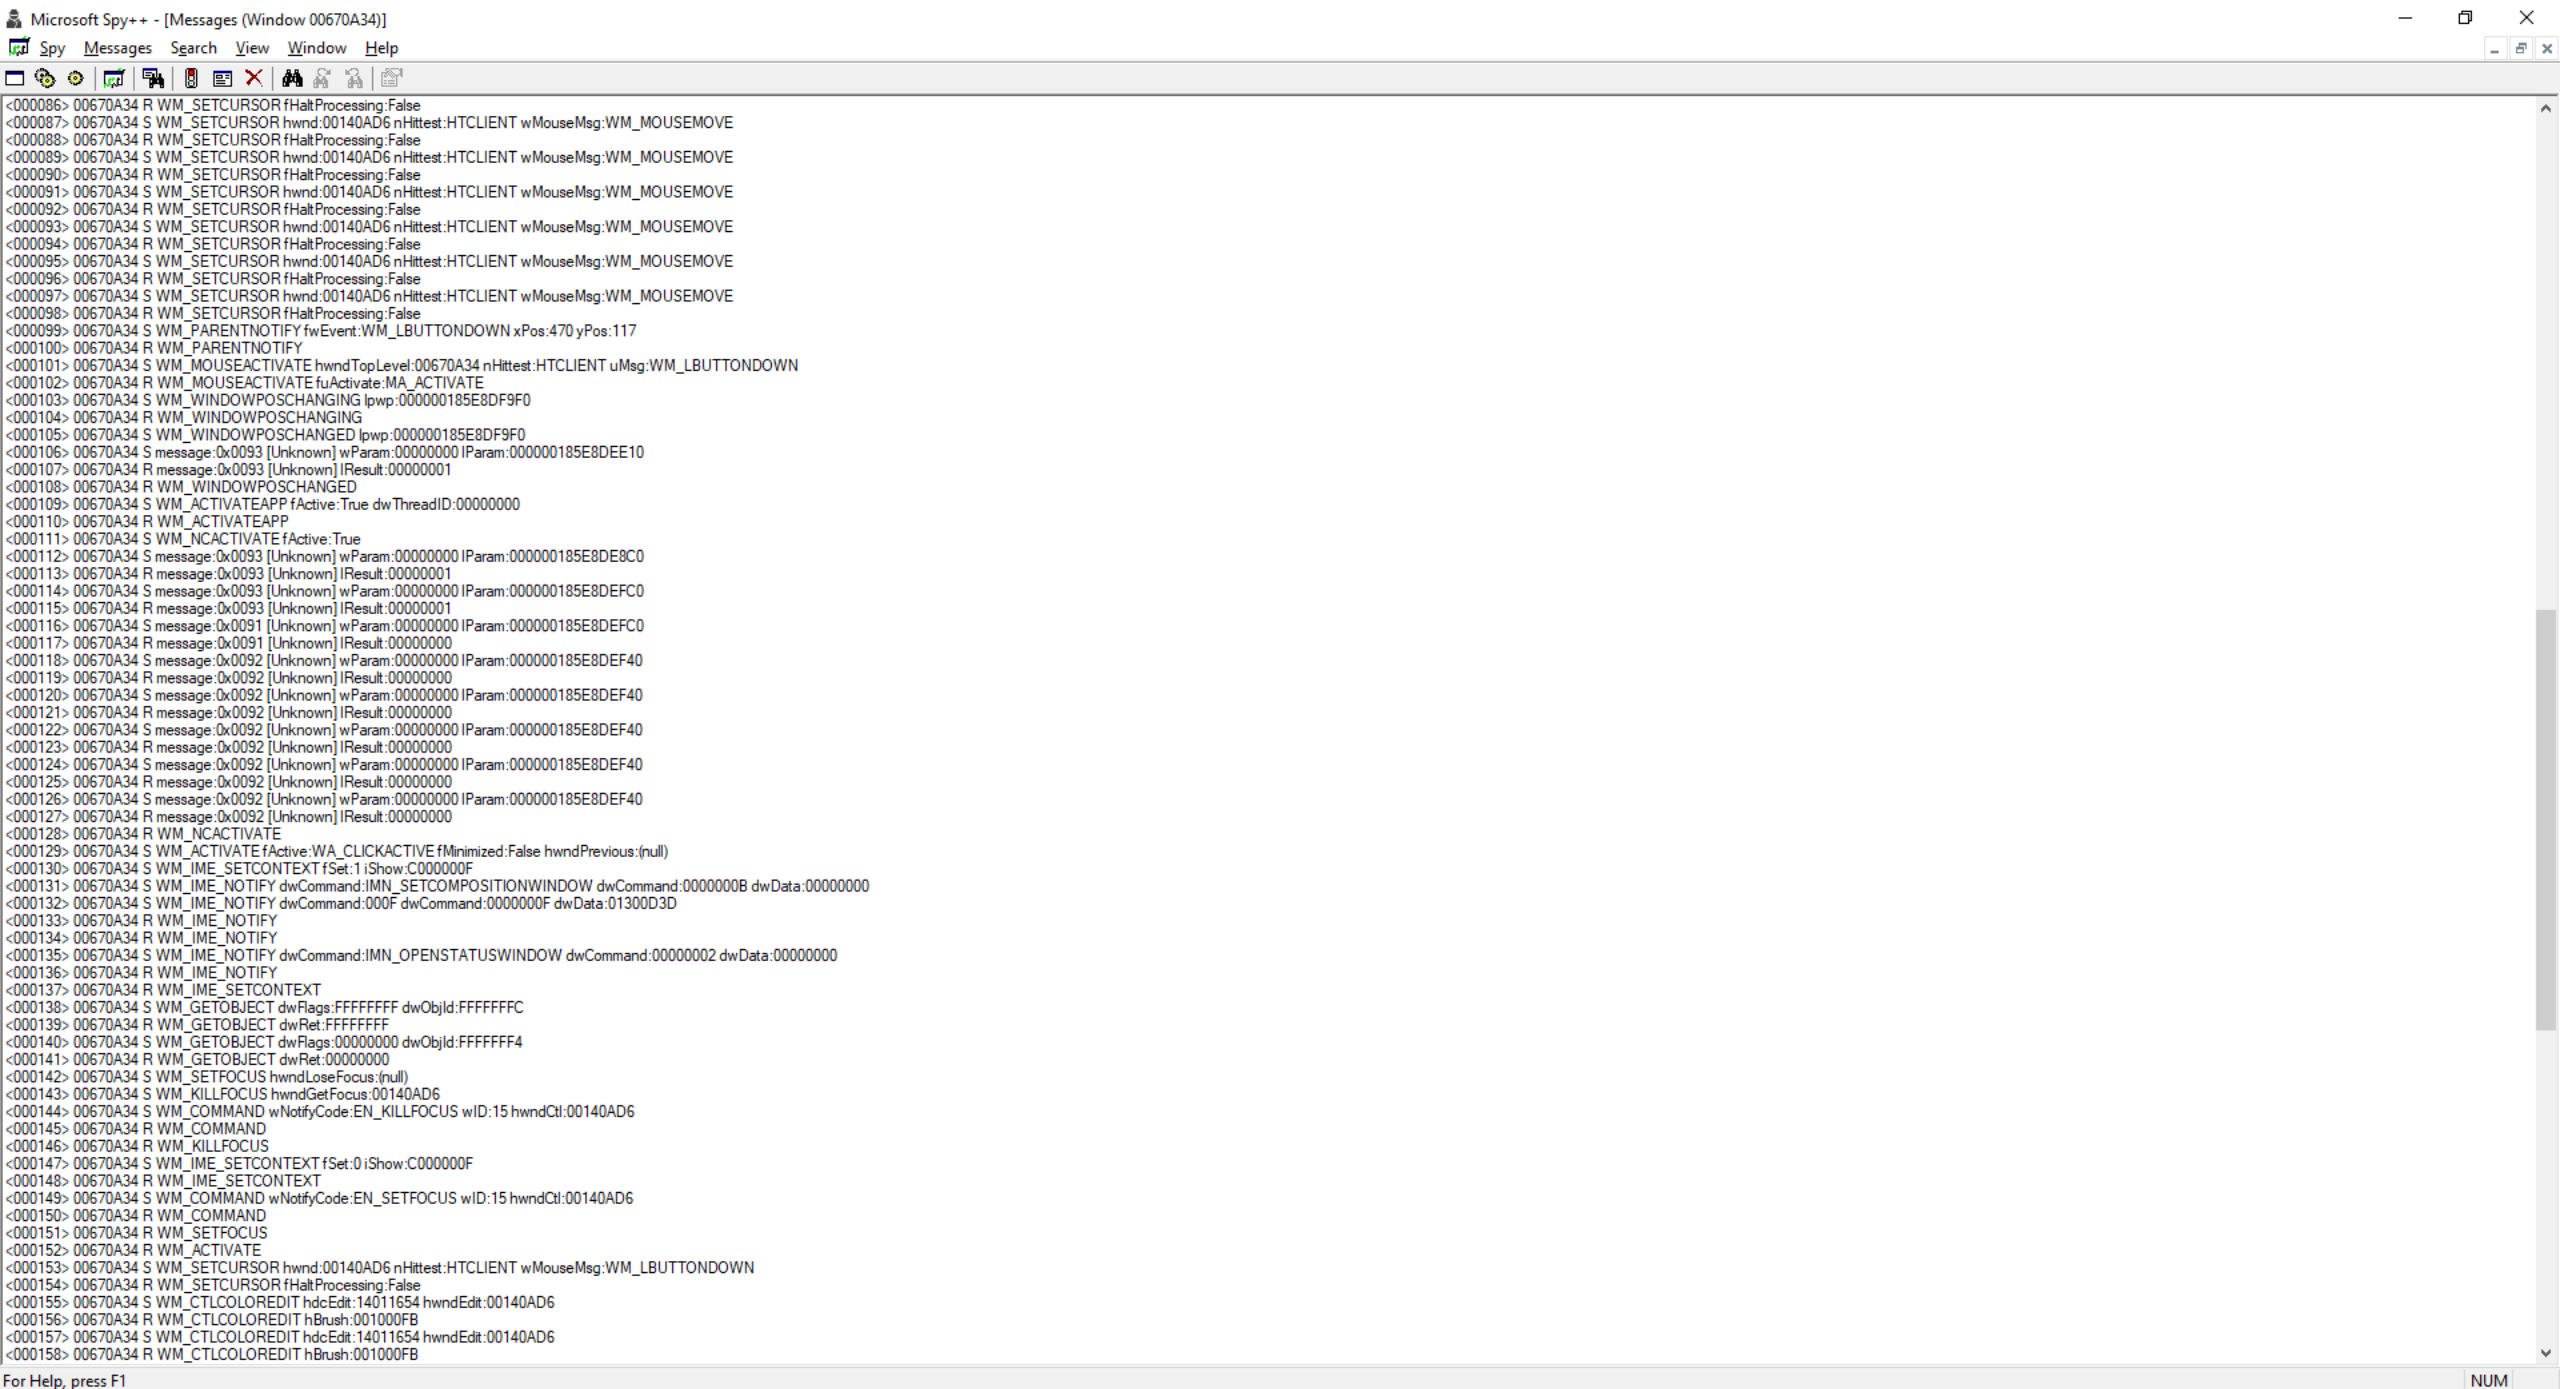 Microsoft Spy++ - [Messages (Window 00670A34)]
Spy Messages Search View Window Help
<000086> 00670A34 R WM_SETCURSOR fHaltProcessing:False
<000087> 00670A34 S WM_SETCURSOR hwnd:00140AD6 nHittest:HTCLIENT wMouseMsg:WM_MOUSEMOVE
<000088> 00670A34 R WM_SETCURSOR fHaltProcessing:False
<000089> 00670A34 S WM_SETCURSOR hwnd:00140AD6 nHittest:HTCLIENT wMouseMsg:WM_MOUSEMOVE
<000090> 00670A34 R WM_SETCURSOR fHaltProcessing:False
<000091> 00670A34 S WM_SETCURSOR hwnd:00140AD6 nHittest:HTCLIENT wMouseMsg:WM_MOUSEMOVE
<000092> 00670A34 R WM_SETCURSOR fHaltProcessing:False
<000093> 00670A34 S WM_SETCURSOR hwnd:00140AD6 nHittest:HTCLIENT wMouseMsg:WM_MOUSEMOVE
<000094> 00670A34 R WM_SETCURSOR fHaltProcessing:False
<000095> 00670A34 S WM_SETCURSOR hwnd:00140AD6 nHittest:HTCLIENT wMouseMsg:WM_MOUSEMOVE
<000096> 00670A34 R WM_SETCURSOR fHaltProcessing:False
<000097> 00670A34 S WM_SETCURSOR hwnd:00140AD6 nHittest:HTCLIENT wMouseMsg:WM_MOUSEMOVE
<000098> 00670A34 R WM_SETCURSOR fHaltProcessing:False
<000099> 00670A34 S WM_PARENTNOTIFY fwEvent:WM_LBUTTONDOWN xPos:470 yPos:117
<000100> 00670A34 R WM_PARENTNOTIFY
<000101> 00670A34 S WM_MOUSEACTIVATE hwndTopLevel:00670A34 nHittest:HTCLIENT uMsg:WM_LBUTTONDOWN
<000102> 00670A34 R WM_MOUSEACTIVATE fuActivate:MA_ACTIVATE
<000103> 00670A34 S WM_WINDOWPOSCHANGING lpwp:000000185E8DF9F0
<000104> 00670A34 R WM_WINDOWPOSCHANGING
<000105> 00670A34 S WM_WINDOWPOSCHANGED lpwp:000000185E8DF9F0
<000106> 00670A34 S message:0x0093 [Unknown] wParam:00000000 lParam:000000185E8DEE10
<000107> 00670A34 R message:0x0093 [Unknown] lResult:00000001
<000108> 00670A34 R WM_WINDOWPOSCHANGED
<000109> 00670A34 S WM_ACTIVATEAPP fActive:True dwThreadID:00000000
<000110> 00670A34 R WM_ACTIVATEAPP
<000111> 00670A34 S WM_NCACTIVATE fActive:True
<000112> 00670A34 S message:0x0093 [Unknown] wParam:00000000 lParam:000000185E8DE8C0
<000113> 00670A34 R message:0x0093 [Unknown] lResult:00000001
<000114> 00670A34 S message:0x0093 [Unknown] wParam:00000000 lParam:000000185E8DEFC0
<000115> 00670A34 R message:0x0093 [Unknown] lResult:00000001
<000116> 00670A34 S message:0x0091 [Unknown] wParam:00000000 lParam:000000185E8DEFC0
<000117> 00670A34 R message:0x0091 [Unknown] lResult:00000000
<000118> 00670A34 S message:0x0092 [Unknown] wParam:00000000 lParam:000000185E8DEF40
<000119> 00670A34 R message:0x0092 [Unknown] lResult:00000000
<000120> 00670A34 S message:0x0092 [Unknown] wParam:00000000 lParam:000000185E8DEF40
<000121> 00670A34 R message:0x0092 [Unknown] lResult:00000000
<000122> 00670A34 S message:0x0092 [Unknown] wParam:00000000 lParam:000000185E8DEF40
<000123> 00670A34 R message:0x0092 [Unknown] lResult:00000000
<000124> 00670A34 S message:0x0092 [Unknown] wParam:00000000 lParam:000000185E8DEF40
<000125> 00670A34 R message:0x0092 [Unknown] lResult:00000000
<000126> 00670A34 S message:0x0092 [Unknown] wParam:00000000 lParam:000000185E8DEF40
<000127> 00670A34 R message:0x0092 [Unknown] lResult:00000000
<000128> 00670A34 R WM_NCACTIVATE
<000129> 00670A34 S WM_ACTIVATE fActive:WA_CLICKACTIVE fMinimized:False hwndPrevious:(null)
<000130> 00670A34 S WM_IME_SETCONTEXT fSet:1 iShow:C000000F
<000131> 00670A34 S WM_IME_NOTIFY dwCommand:IMN_SETCOMPOSITIONWINDOW dwCommand:0000000B dwData:00000000
<000132> 00670A34 S WM_IME_NOTIFY dwCommand:000F dwCommand:0000000F dwData:01300D3D
<000133> 00670A34 R WM_IME_NOTIFY
<000134> 00670A34 R WM_IME_NOTIFY
<000135> 00670A34 S WM_IME_NOTIFY dwCommand:IMN_OPENSTATUSWINDOW dwCommand:00000002 dwData:00000000
<000136> 00670A34 R WM_IME_NOTIFY
<000137> 00670A34 R WM_IME_SETCONTEXT
<000138> 00670A34 S WM_GETOBJECT dwFlags:FFFFFFFF dwObjId:FFFFFFFC
<000139> 00670A34 R WM_GETOBJECT dwRet:FFFFFFFF
<000140> 00670A34 S WM_GETOBJECT dwFlags:00000000 dwObjId:FFFFFFF4
<000141> 00670A34 R WM_GETOBJECT dwRet:00000000
<000142> 00670A34 S WM_SETFOCUS hwndLoseFocus:(null)
<000143> 00670A34 S WM_KILLFOCUS hwndGetFocus:00140AD6
<000144> 00670A34 S WM_COMMAND wNotifyCode:EN_KILLFOCUS wID:15 hwndCtl:00140AD6
<000145> 00670A34 R WM_COMMAND
<000146> 00670A34 R WM_KILLFOCUS
<000147> 00670A34 S WM_IME_SETCONTEXT fSet:0 iShow:C000000F
<000148> 00670A34 R WM_IME_SETCONTEXT
<000149> 00670A34 S WM_COMMAND wNotifyCode:EN_SETFOCUS wID:15 hwndCtl:00140AD6
<000150> 00670A34 R WM_COMMAND
<000151> 00670A34 R WM_SETFOCUS
<000152> 00670A34 R WM_ACTIVATE
<000153> 00670A34 S WM_SETCURSOR hwnd:00140AD6 nHittest:HTCLIENT wMouseMsg:WM_LBUTTONDOWN
<000154> 00670A34 R WM_SETCURSOR fHaltProcessing:False
<000155> 00670A34 S WM_CTLCOLOREDIT hdcEdit:14011654 hwndEdit:00140AD6
<000156> 00670A34 R WM_CTLCOLOREDIT hBrush:001000FB
<000157> 00670A34 S WM_CTLCOLOREDIT hdcEdit:14011654 hwndEdit:00140AD6
<000158> 00670A34 R WM_CTLCOLOREDIT hBrush:001000FB
For Help, press F1
NUM